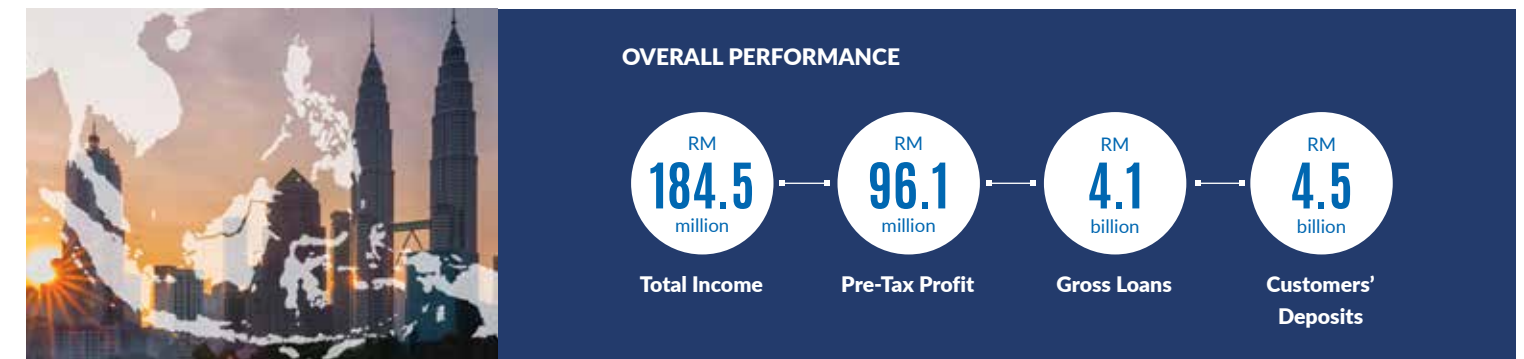 OVERALL PERFORMANCE
RM
184.5
million
Total Income
RM
96.1
million
Pre-Tax Profit
RM
4.1
billion
Gross Loans
RM
4.5
billion
Customers’
Deposits